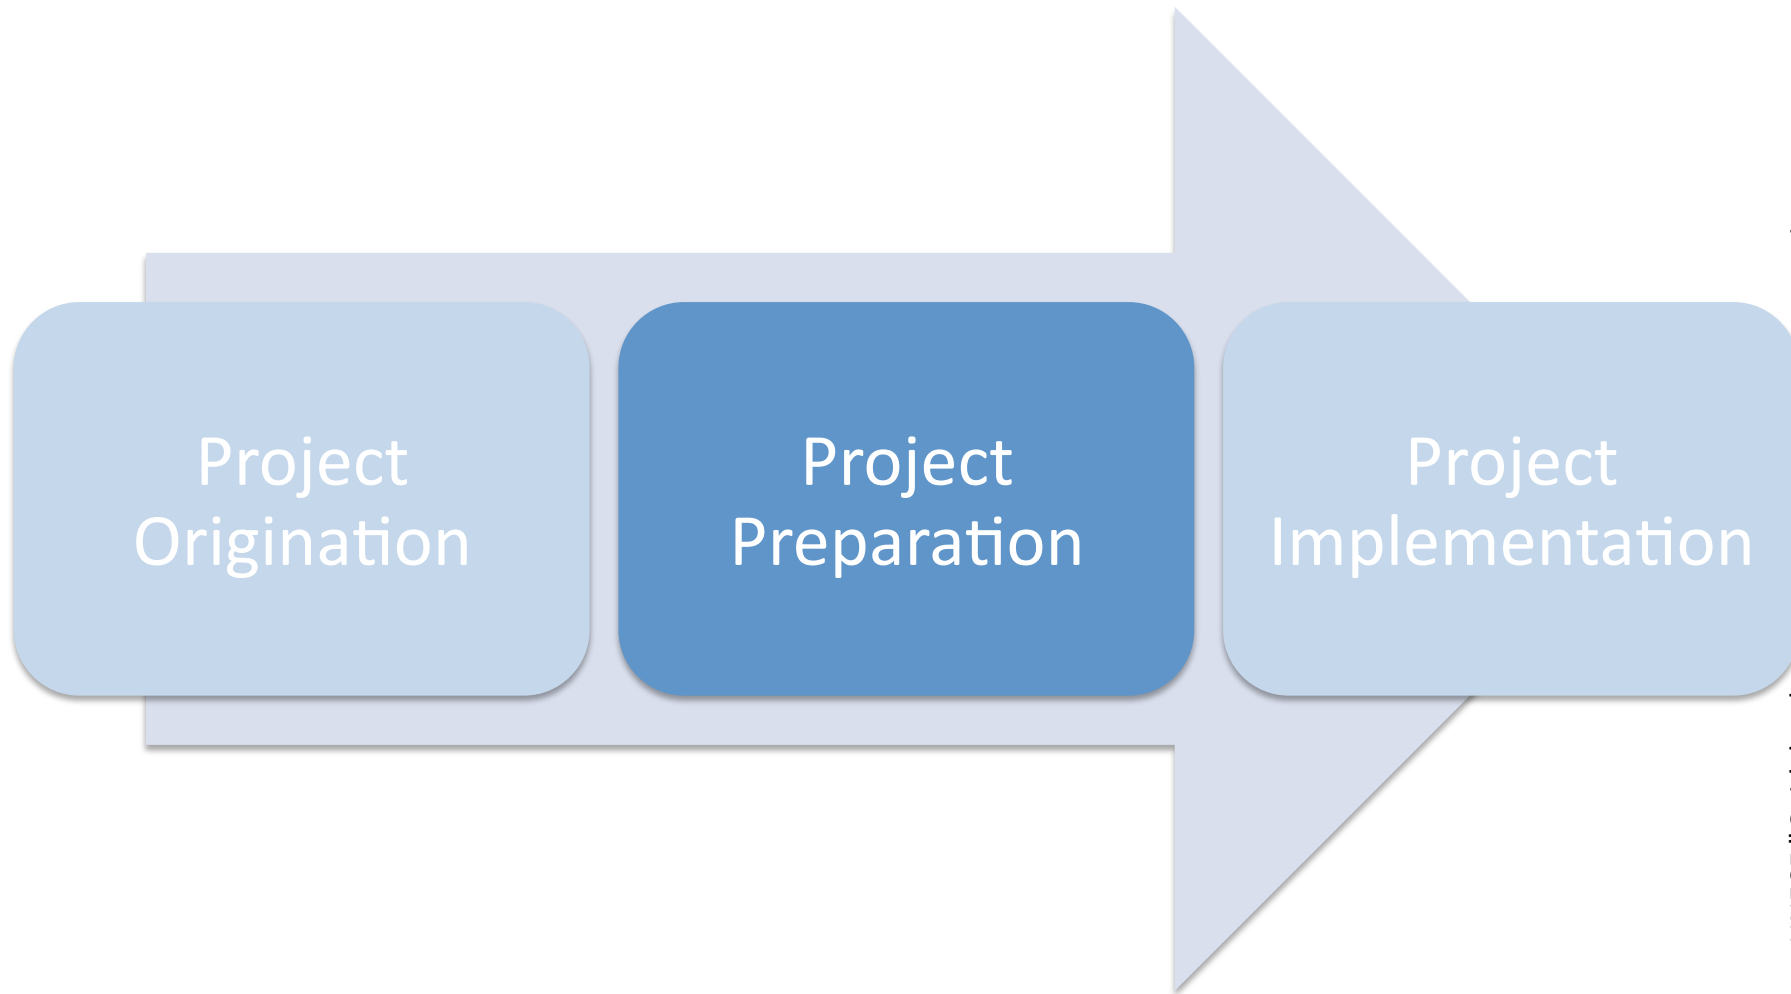 Project
Origination
Project
Preparation
Project
Implementation